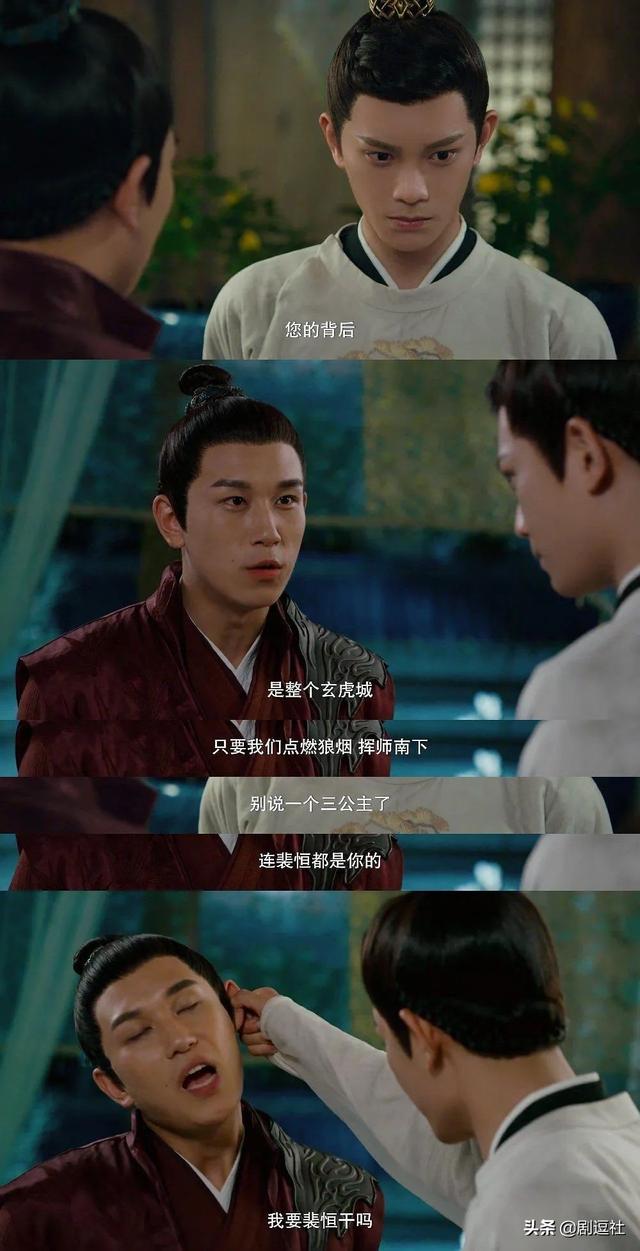 您的背后
是整个玄虎城
只要我们点燃狼烟 挥师南下
别说一个三公主了
连裴恒都是你的
我要裴恒干吗
头条 @剧逗社